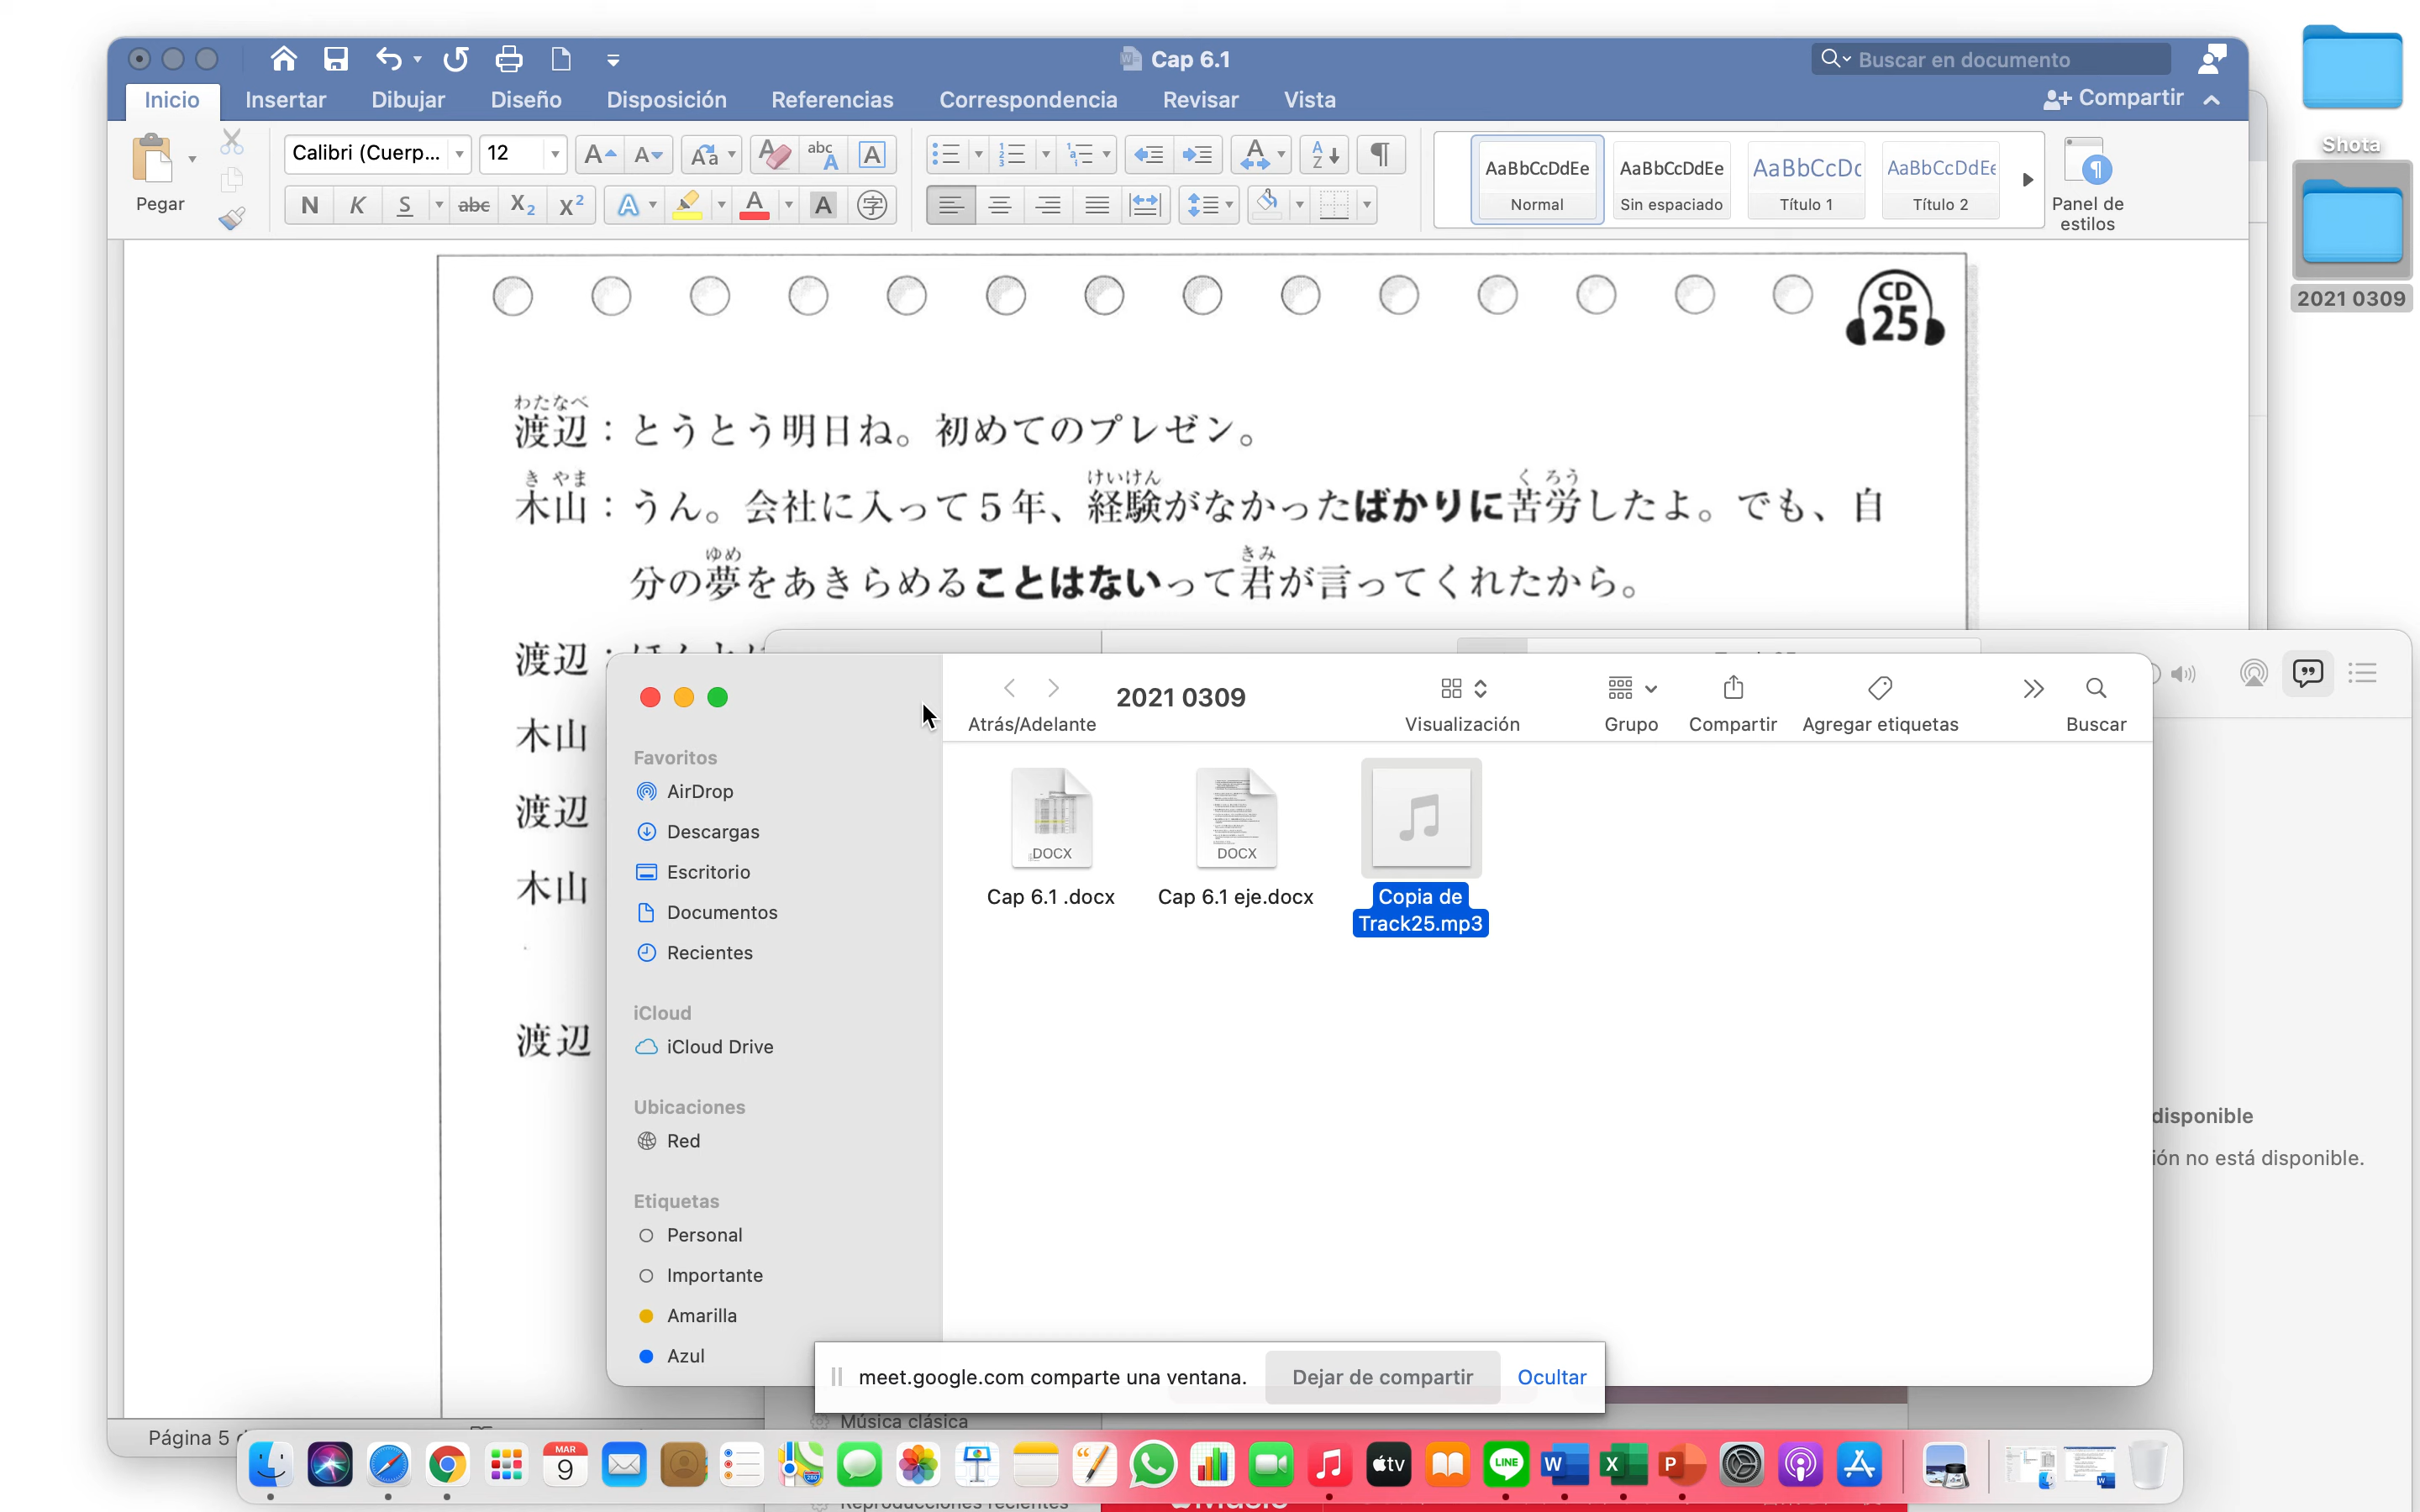 Cap 6.1
Buscar en documento
Inicio
Insertar
Dibujar
Diseño
Disposición
Referencias
Correspondencia
Revisar
Vista
Compartir
Pegar
Calibri (Cuerp...
12
AaBbCcDdEe
Normal
AaBbCcDdEe
Sin espaciado
AaBbCcDc
Título 1
AaBbCcDdEe
Título 2
Panel de
estilos
Shota
2021 0309
CD
25
わたなべ
渡辺：とうとう明日ね。初めてのプレゼン。
き やま けいけん く ろう
木山：うん。会社に入って５年、経験がなかったばかりに苦労したよ。でも、自
ゆめ きみ
分の夢をあきらめることはないって君が言ってくれたから。
渡辺：
木山
渡辺
木山
渡辺
2021 0309
Atrás/Adelante
Visualización
Grupo
Compartir
Agregar etiquetas
Buscar
Favoritos
AirDrop
Descargas
Escritorio
Documentos
Recientes
iCloud
iCloud Drive
Ubicaciones
Red
Etiquetas
Personal
Importante
Amarilla
Azul
DOCX
Cap 6.1 .docx
DOCX
Cap 6.1 eje.docx
Copia de
Track25.mp3
disponible
ión no está disponible.
meet.google.com comparte una ventana.
Dejar de compartir
Ocultar
Música clásica
Página 5
MAR
9
tv
LINE
W
X
P